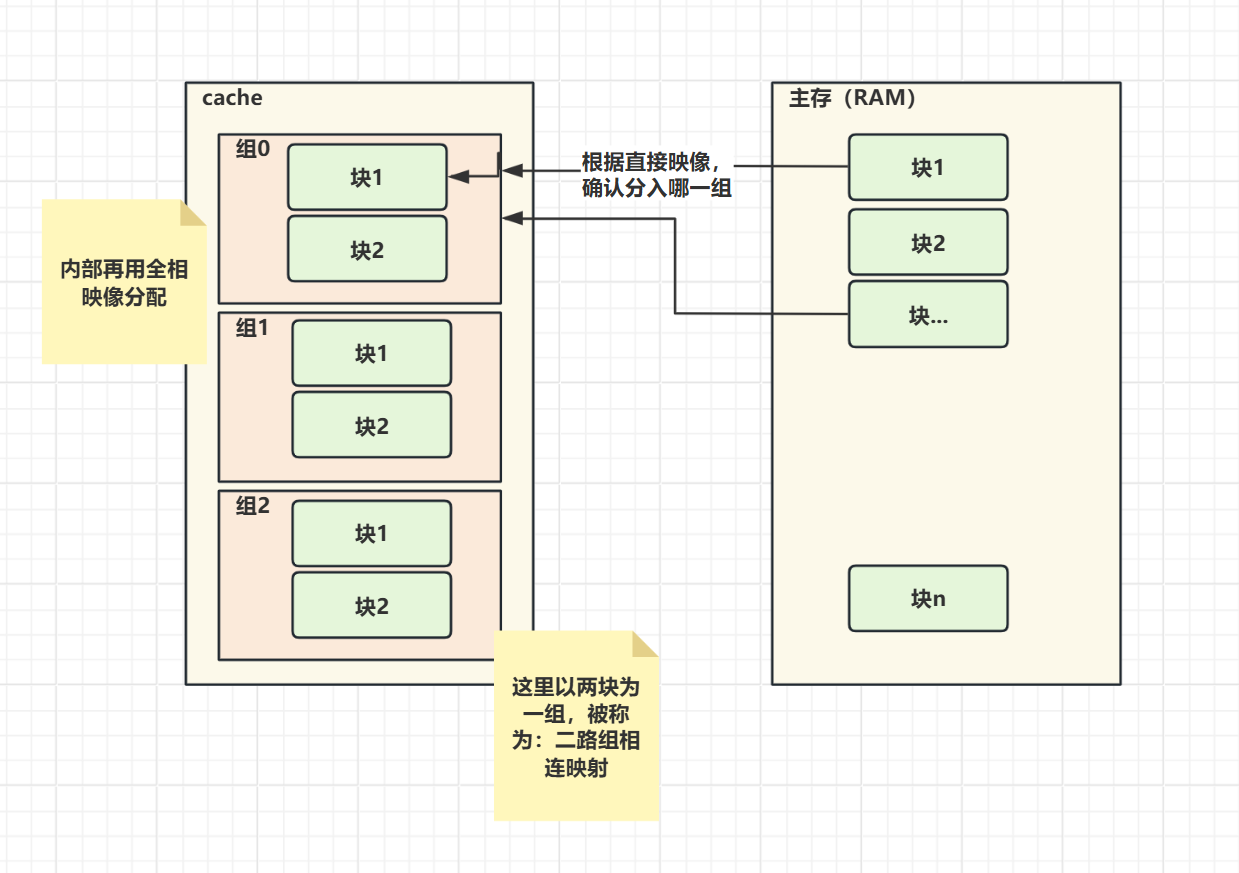 cache
组0
块1
块2
内部再用全相
映像分配
组1
块1
块2
组2
块1
块2
这里以两块为
一组，被称
为：二路组相
连映射
根据直接映像，
确认分入哪一组
主存（RAM）
块1
块2
块...
块n